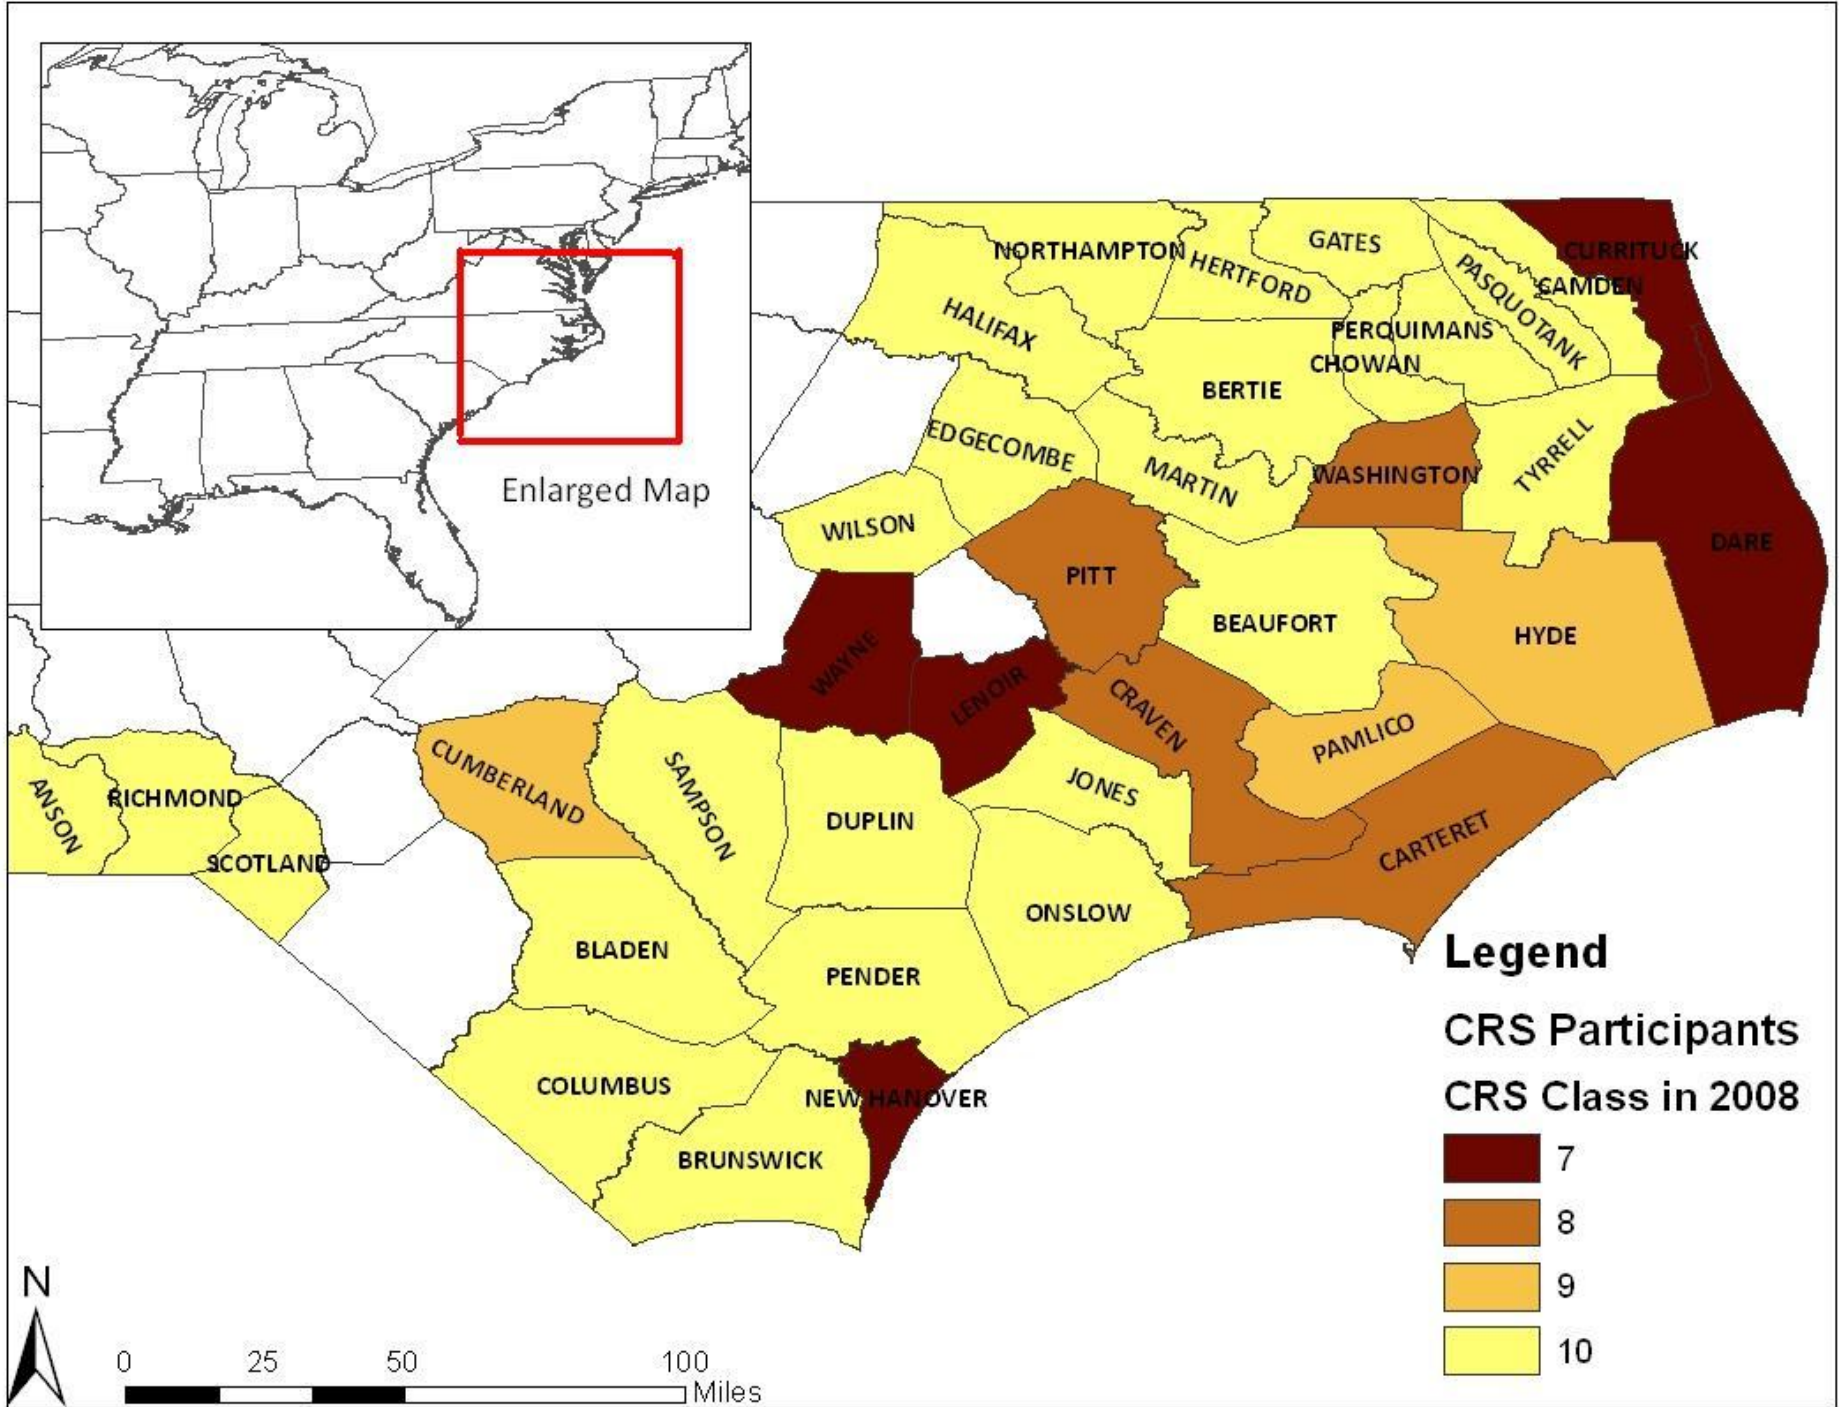 Enlarged Map
NORTHAMPTON
HERTFORD
GATES
CURRITUCK
CAMDEN
PASQUOTANK
PERQUIMANS
CHOWAN
HALIFAX
BERTIE
EDGECOMBE
MARTIN
WASHINGTON
TYRRELL
WILSON
DARE
PITT
BEAUFORT
HYDE
WAYNE
LENOIR
CRAVEN
PAMLICO
CUMBERLAND
SAMPSON
JONES
ANSON
RICHMOND
SCOTLAND
DUPLIN
CARTERET
ONSLOW
BLADEN
PENDER
COLUMBUS
NEW HANOVER
BRUNSWICK
Legend
CRS Participants
CRS Class in 2008
7
8
9
10
N
0 25 50 100
Miles